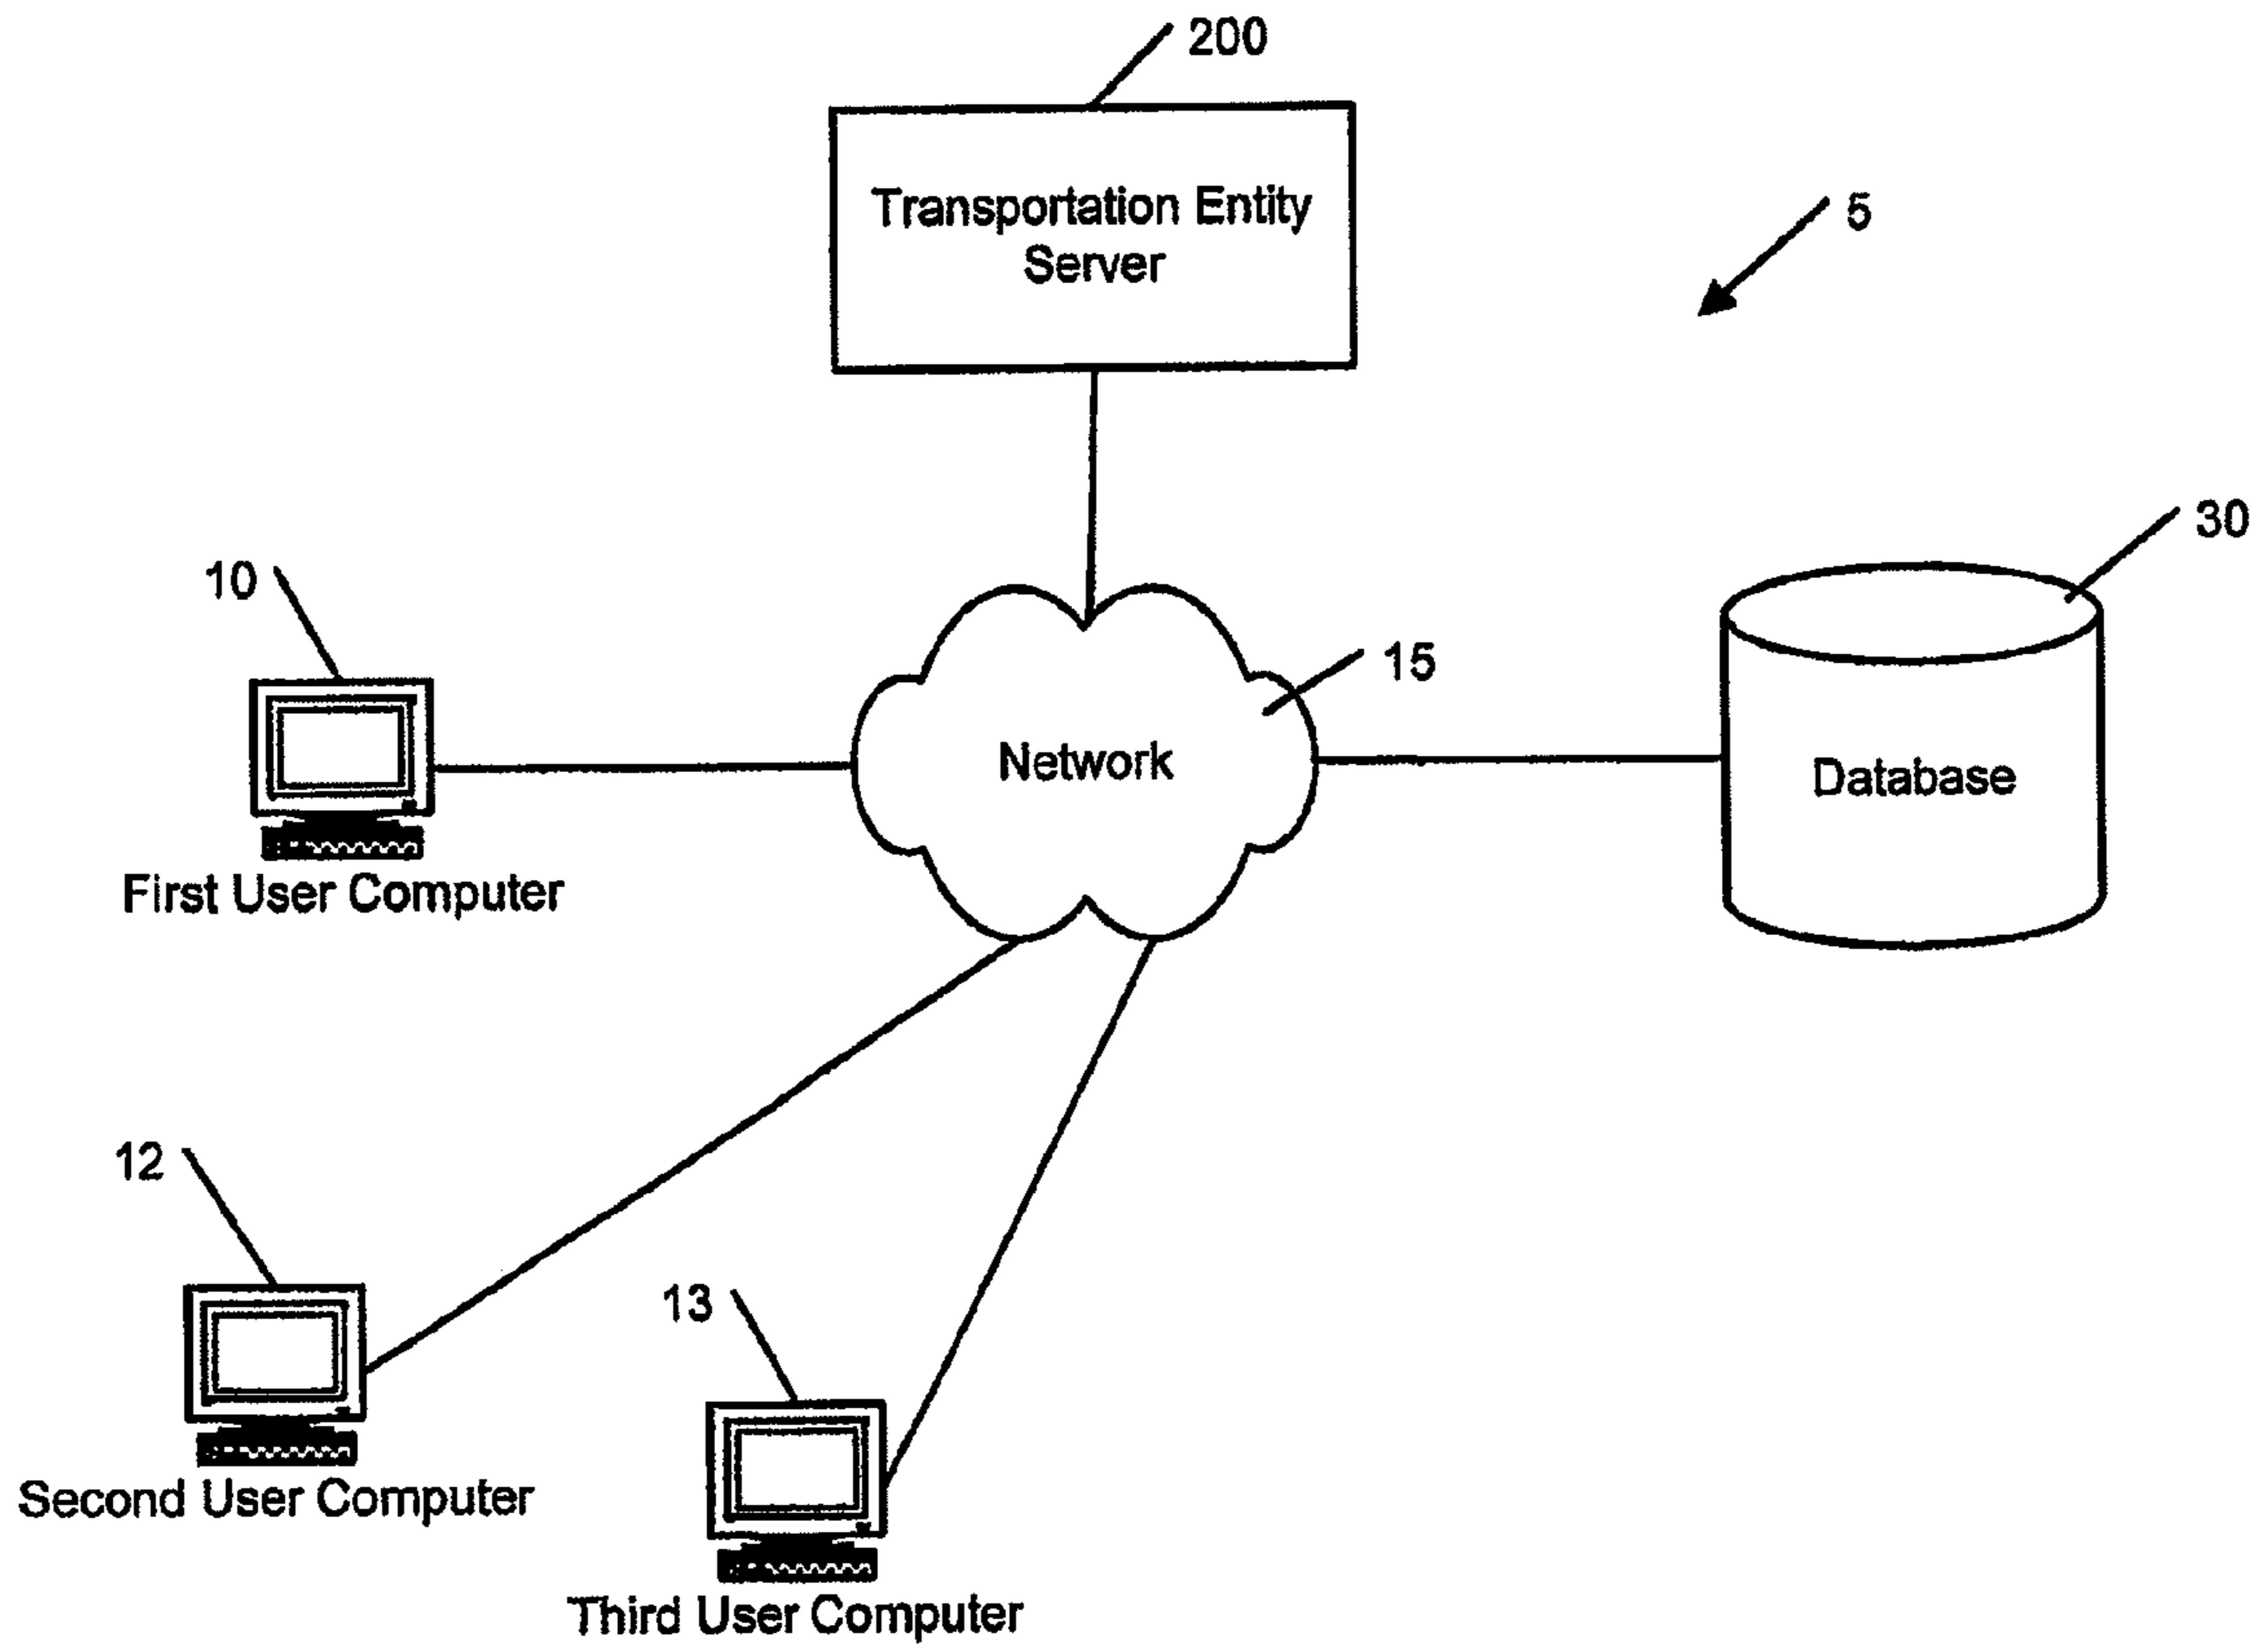 200
Transportation Entity
Server
5
30
10
15
Network
Database
First User Computer
12
13
Second User Computer
Third User Computer